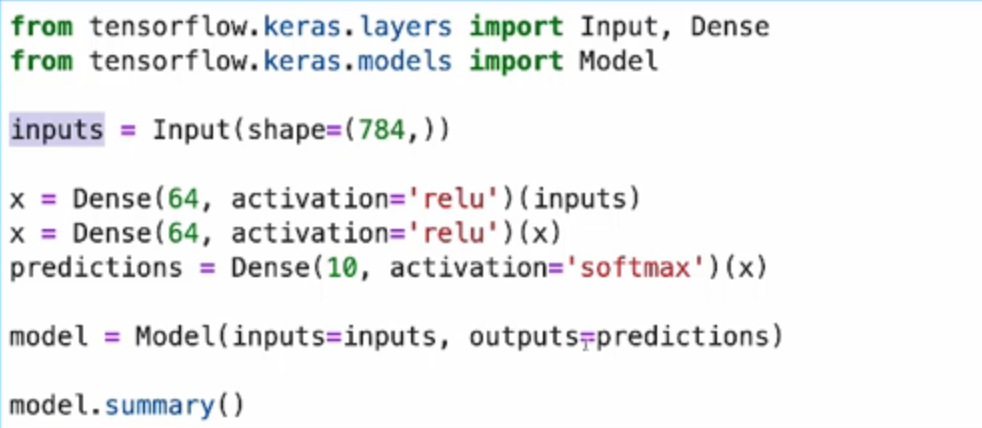 from tensorflow.keras.layers import Input, Dense
from tensorflow.keras.models import Model
inputs = Input(shape=(784,))
x = Dense(64, activation='relu')(inputs)
x = Dense(64, activation='relu')(x)
predictions = Dense(10, activation='softmax')(x)
model = Model(inputs=inputs, outputs=predictions)
model.summary()